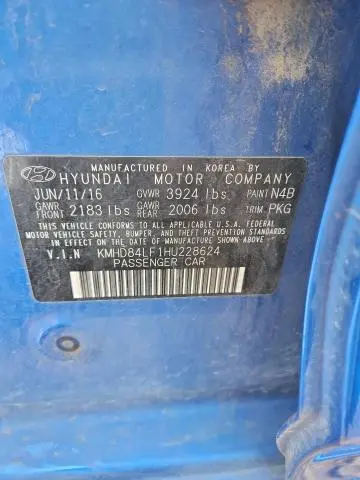 MANUFACTURED IN KOREA BY
HYUNDAI MOTOR COMPANY
JUN/11/16 GVWR 3924 lbs PAINT N4B
GAWR FRONT 2183 lbs GAWR REAR 2006 lbs TRIM PKG
THIS VEHICLE CONFORMS TO ALL APPLICABLE U.S.A. FEDERAL
MOTOR VEHICLE SAFETY, BUMPER, AND THEFT PREVENTION STANDARDS
IN EFFECT ON THE DATE OF MANUFACTURE SHOWN ABOVE.
V.I.N KMHD84LF1HU228624
PASSENGER CAR